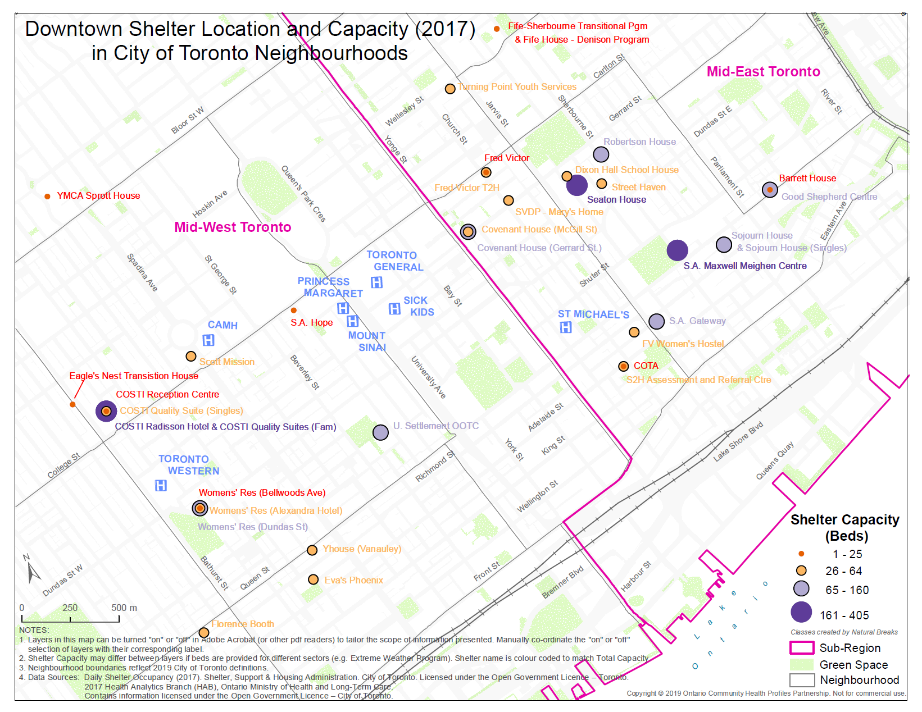 Downtown Shelter Location and Capacity (2017)
in City of Toronto Neighbourhoods
Fife-Sherbourne Transitional Pgm
& Fife House - Denison Program
Mid-East Toronto
Carlton St
Turning Point Youth Services
Gerrard St
River St
Bloor St W
Wellesley St
Jarvis St
Sherbourne St
Dundas St E
Church St
Yonge St
Robertson House
Fred Victor
Parliament St
Dixon Hall School House
Barrett House
Queen's Park Cres
Fred Victor T2H
Street Haven
YMCA Sprott House
Seaton House
Good Shepherd Centre
Hoskin Ave
SVDP - Mary's Home
Eastern Ave
Mid-West Toronto
Covenant House (McGill St)
Sojourn House
Covenant House (Gerrard St.)
& Sojourn House (Singles)
TORONTO
GENERAL
S.A. Maxwell Meighen Centre
Spadina Ave
St George St
Shuter St
PRINCESS
MARGARET
Bay St
SICK
KIDS
S.A. Hope
ST MICHAEL'S
S.A. Gateway
CAMH
MOUNT
SINAI
FV Women's Hostel
Scott Mission
Beverley St
University Ave
COTA
Eagle's Nest Transistion House
S2H Assessment and Referral Ctre
COSTI Reception Centre
COSTI Quality Suite (Singles)
Adelaide St
COSTI Radisson Hotel & COSTI Quality Suites (Fam)
U. Settlement OOTC
King St
York St
Lake Shore Blvd
Queen's Quay
College St
TORONTO
WESTERN
Richmond St
Wellington St
Womens' Res (Bellwoods Ave)
Womens' Res (Alexandra Hotel)
Womens' Res (Dundas St)
Shelter Capacity
(Beds)
1 - 25
26 - 64
65 - 160
161 - 405
Classes created by Natural Breaks
Sub-Region
Green Space
Neighbourhood
Yhouse (Vanauley)
Eva's Phoenix
N
Dundas St W
Bathurst St
Queen St
Front St
Bremner Blvd
Harbour St
Lake
Ontario
0 250 500 m
Florence Booth
NOTES:
1. Layers in this map can be turned "on" or "off" in Adobe Acrobat (or other pdf readers) to tailor the scope of information presented. Manually co-ordinate the "on" or "off"
selection of layers with their corresponding label.
2. Shelter Capacity may differ between layers if beds are provided for different sectors (e.g. Extreme Weather Program). Shelter name is colour coded to match Total Capacity.
3. Neighbourhood boundaries reflect 2019 City of Toronto definitions.
4. Data Sources: Daily Shelter Occupancy (2017). Shelter, Support & Housing Administration. City of Toronto. Licensed under the Open Government Licence – Toronto.
2017 Health Analytics Branch (HAB), Ontario Ministry of Health and Long-Term Care.
Contains information licensed under the Open Government Licence – City of Toronto.
Copyright © 2019 Ontario Community Health Profiles Partnership. Not for commercial use.